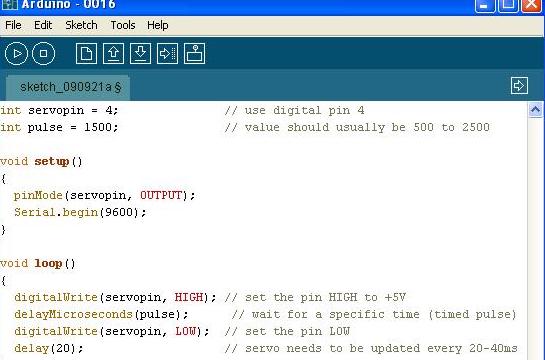 Arduino - 0016
File Edit Sketch Tools Help
sketch_090921a §
int servopin = 4;               // use digital pin 4
int pulse = 1500;               // value should usually be 500 to 2500

void setup()
{
  pinMode(servopin, OUTPUT);
  Serial.begin(9600);
}

void loop()
{
  digitalWrite(servopin, HIGH); // set the pin HIGH to +5V
  delayMicroseconds(pulse);      // wait for a specific time (timed pulse)
  digitalWrite(servopin, LOW);  // set the pin LOW
  delay(20);                    // servo needs to be updated every 20-40ms